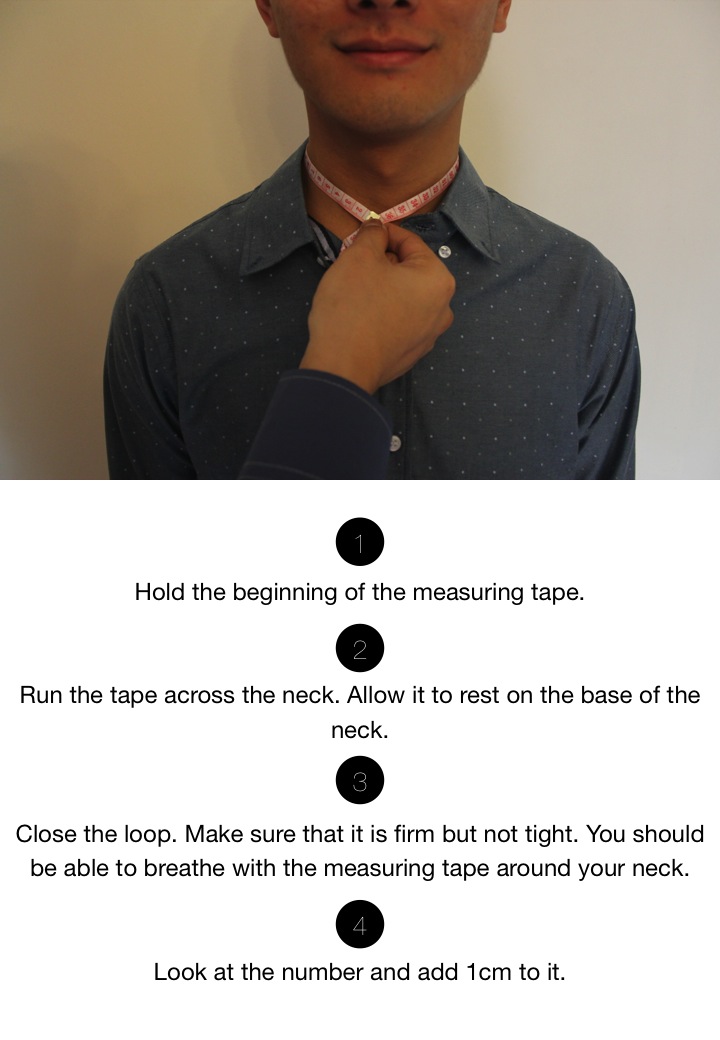 1
Hold the beginning of the measuring tape.
2
Run the tape across the neck. Allow it to rest on the base of the
neck.
3
Close the loop. Make sure that it is firm but not tight. You should
be able to breathe with the measuring tape around your neck.
4
Look at the number and add 1cm to it.